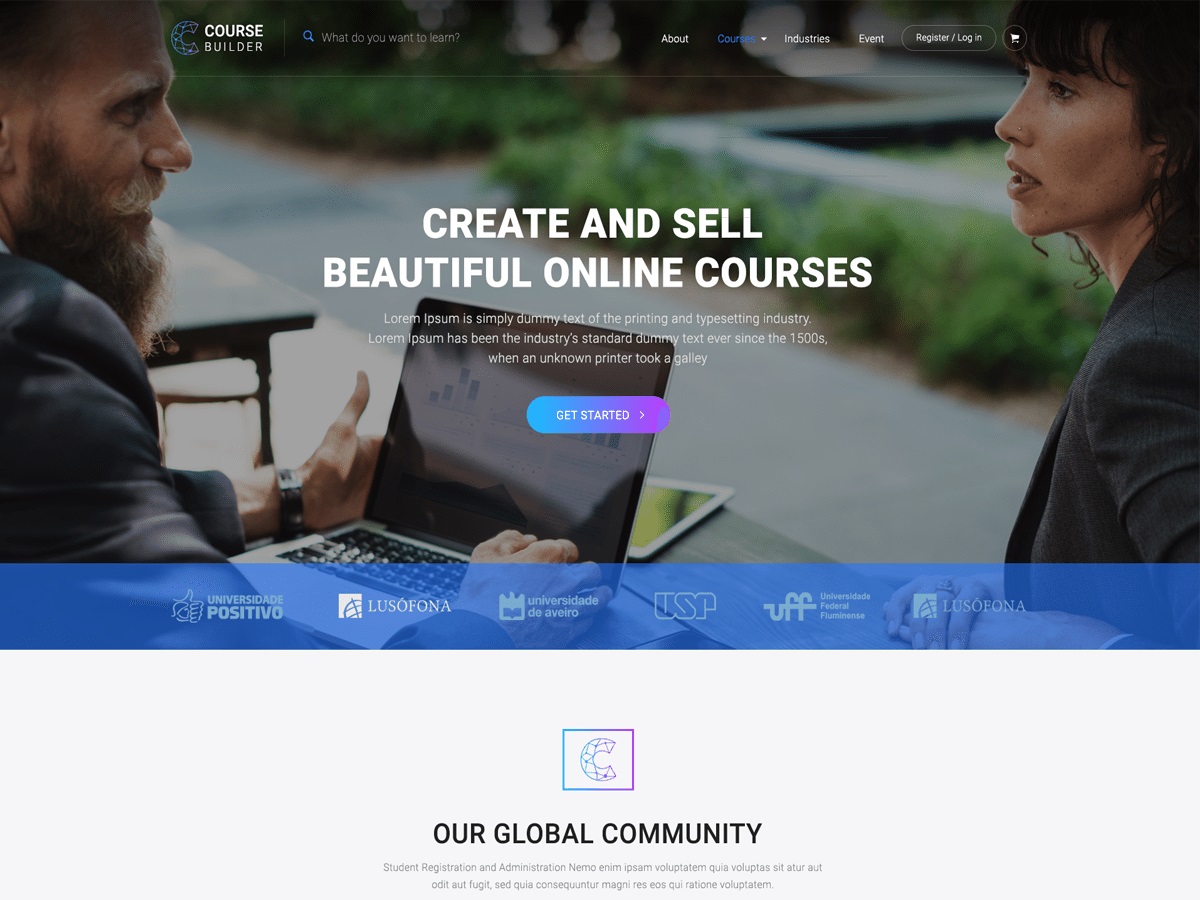 COURSE
BUILDER
What do you want to learn?
About
Courses
Industries
Event
Register / Log in
CREATE AND SELL
BEAUTIFUL ONLINE COURSES
Lorem Ipsum is simply dummy text of the printing and typesetting industry.
Lorem Ipsum has been the industry's standard dummy text ever since the 1500s,
when an unknown printer took a galley
GET STARTED
UNIVERSIDADE
POSITIVO
LUSÓFONA
universidade
de aveiro
USP
uff
Universidade
Federal
Fluminense
LUSÓFONA
OUR GLOBAL COMMUNITY
Student Registration and Administration Nemo enim ipsam voluptatem quia voluptas sit atur aut
odit aut fugit, sed quia consequuntur magni res eos qui ratione voluptatem.